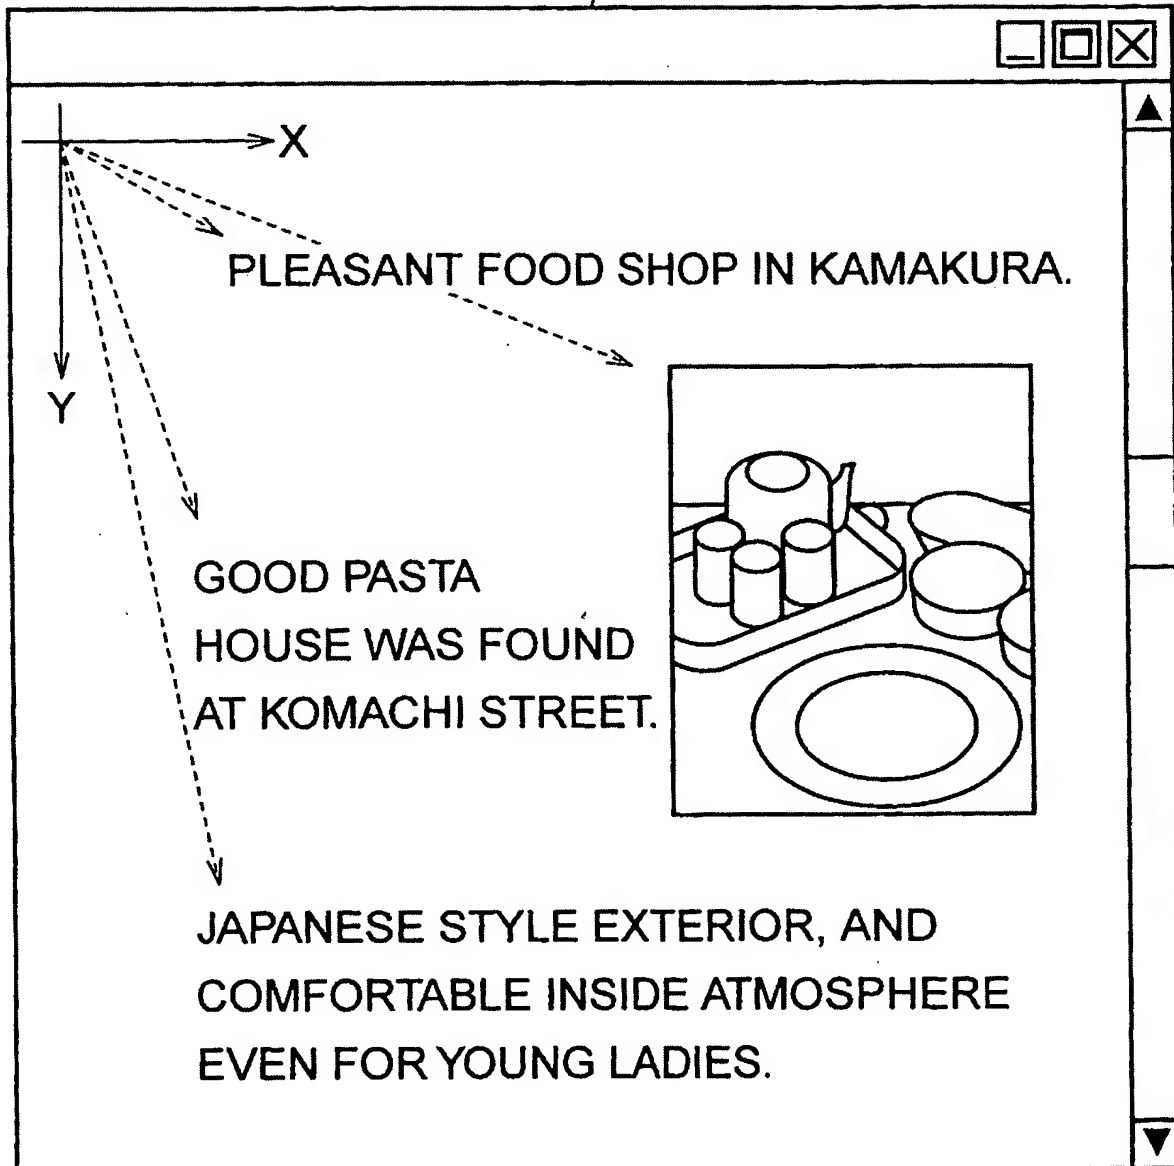 X
PLEASANT FOOD SHOP IN KAMAKURA.
Y
GOOD PASTA
HOUSE WAS FOUND
AT KOMACHI STREET.
JAPANESE STYLE EXTERIOR, AND
COMFORTABLE INSIDE ATMOSPHERE
EVEN FOR YOUNG LADIES.